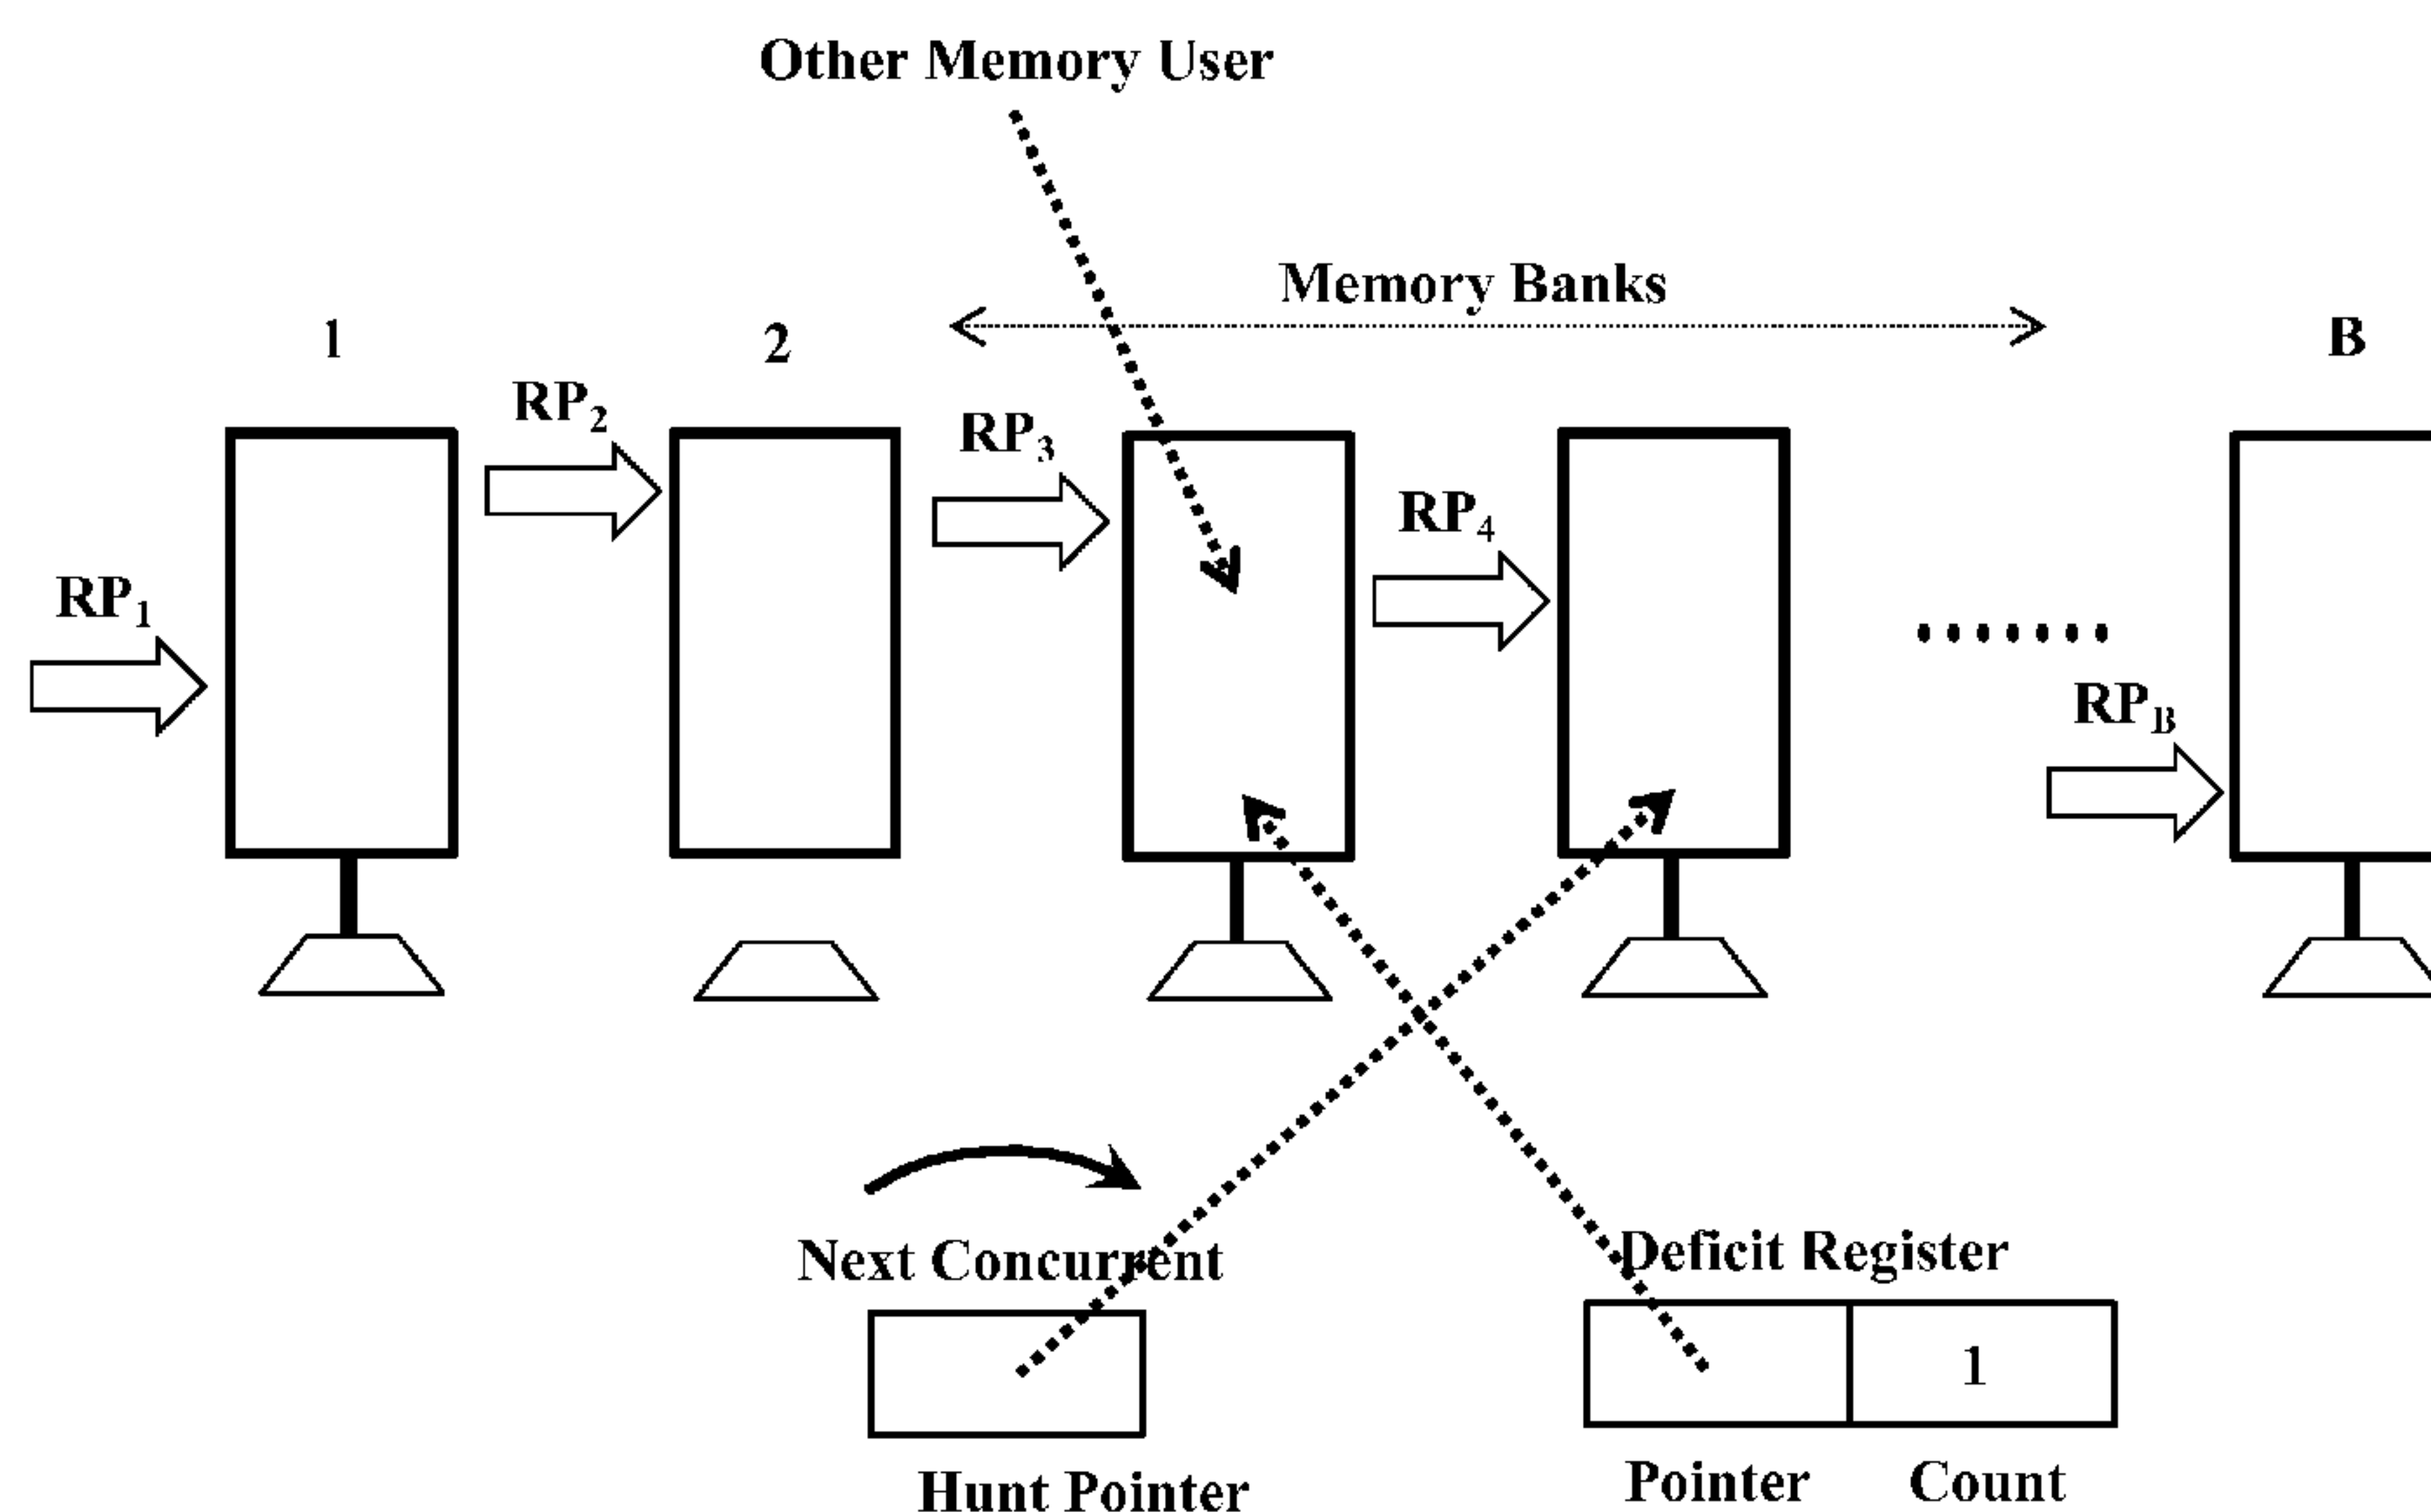 Other Memory User
Memory Banks
1
2
B
RP2
RP3
RP4
RP1
RPB
Next Concurrent
Deficit Register
1
Hunt Pointer
Pointer
Count